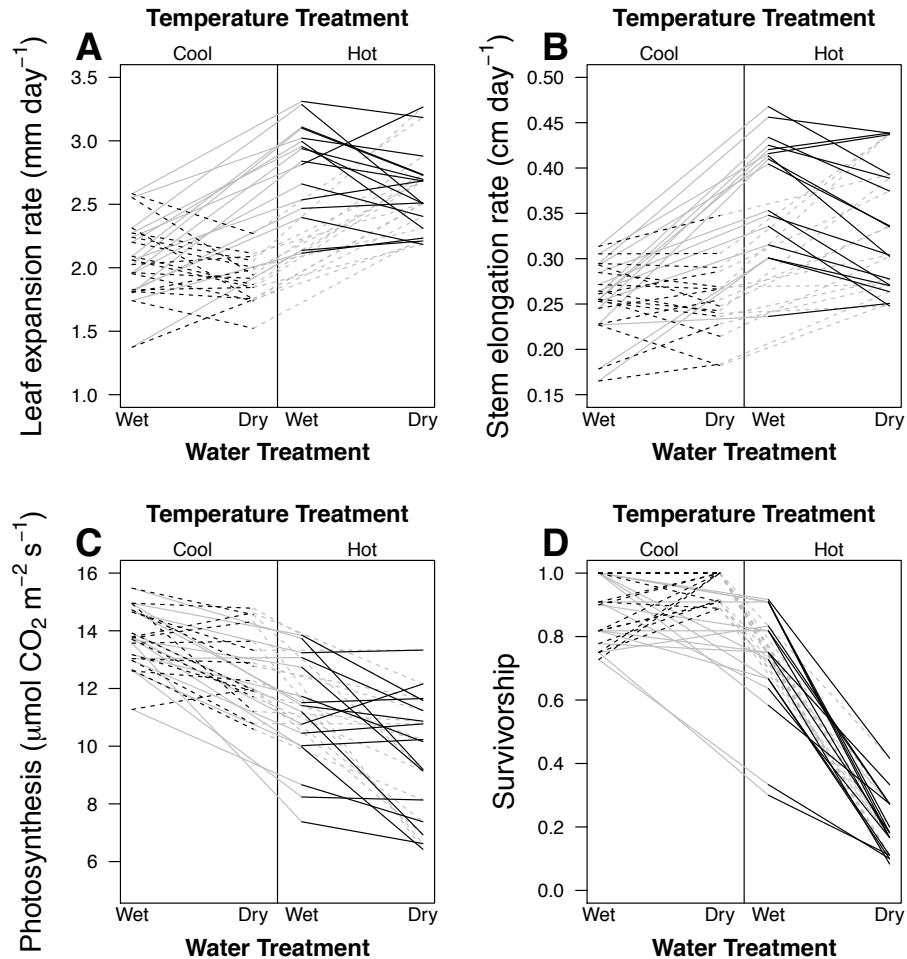 Temperature Treatment
A
Cool Hot
Leaf expansion rate (mm day⁻¹)
3.5
3.0
2.5
2.0
1.5
1.0
Wet Dry Wet Dry
Water Treatment
Temperature Treatment
B
Cool Hot
Stem elongation rate (cm day⁻¹)
0.50
0.45
0.40
0.35
0.30
0.25
0.20
0.15
Wet Dry Wet Dry
Water Treatment
Temperature Treatment
C
Cool Hot
Photosynthesis (μmol CO₂ m⁻² s⁻¹)
16
14
12
10
8
6
Wet Dry Wet Dry
Water Treatment
Temperature Treatment
D
Cool Hot
Survivorship
1.0
0.8
0.6
0.4
0.2
0.0
Wet Dry Wet Dry
Water Treatment